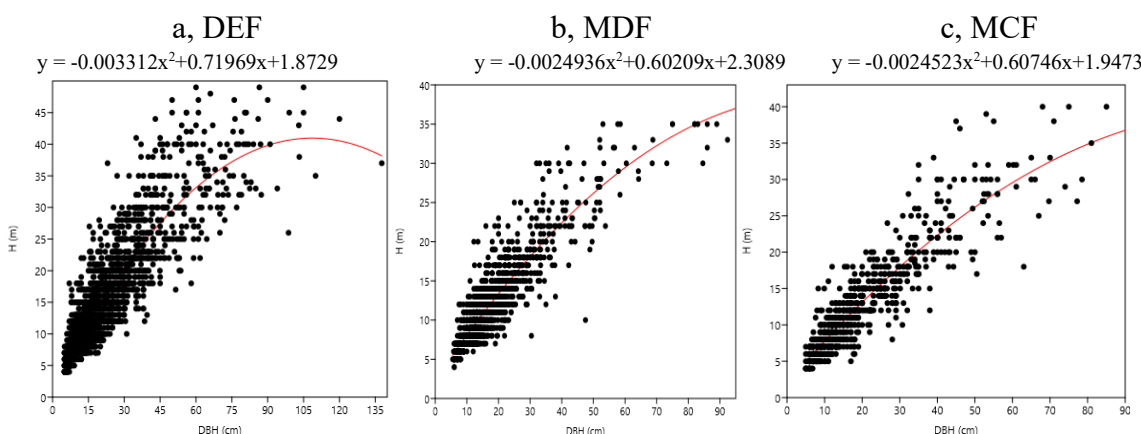 a, DEF
y = -0.003312x²+0.71969x+1.8729
H (m)
45
40
35
30
25
20
15
10
5
0
0 15 30 45 60 75 90 105 120 135
DBH (cm)
b, MDF
y = -0.0024936x²+0.60209x+2.3089
H (m)
40
35
30
25
20
15
10
5
0
0 10 20 30 40 50 60 70 80 90
DBH (cm)
c, MCF
y = -0.0024523x²+0.60746x+1.9473
H (m)
40
35
30
25
20
15
10
5
0
0 10 20 30 40 50 60 70 80 90
DBH (cm)